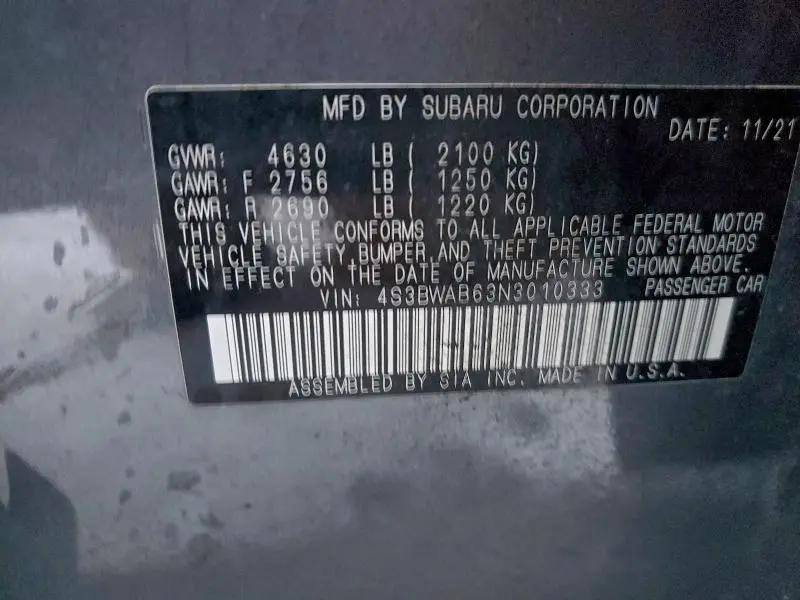 MFD BY SUBARU CORPORATION
DATE: 11/21
GVWR: 4630 LB ( 2100 KG)
GAWR: F 2756 LB ( 1250 KG)
GAWR: R 2690 LB ( 1220 KG)
THIS VEHICLE CONFORMS TO ALL APPLICABLE FEDERAL MOTOR
VEHICLE SAFETY, BUMPER, AND THEFT PREVENTION STANDARDS
IN EFFECT ON THE DATE OF MANUFACTURE SHOWN ABOVE.
VIN: 4S3BWAB63N3010333 PASSENGER CAR
ASSEMBLED BY SIA INC. MADE IN U.S.A.